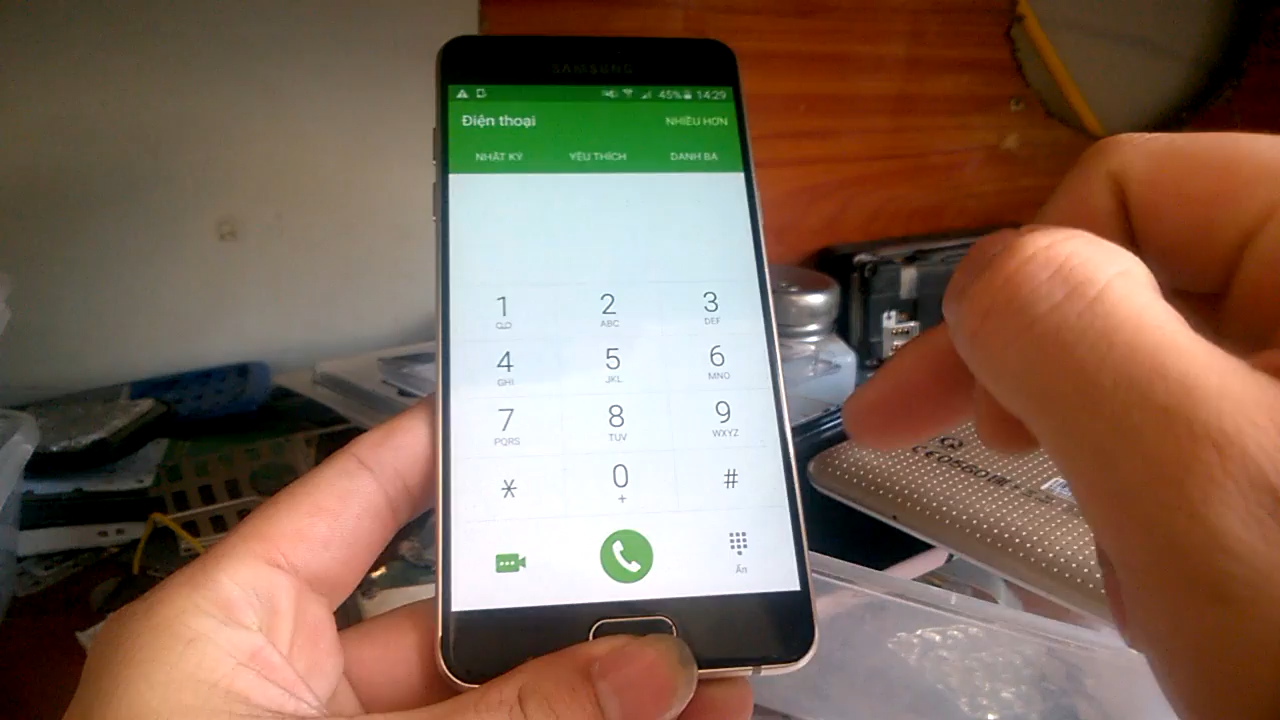 SAMSUNG
45% 14:29
Điện thoại NHIỀU HƠN
NHẬT KÝ YÊU THÍCH DANH BẠ
1 2 3
ABC DEF
4 5 6
GHI JKL MNO
7 8 9
PQRS TUV WXYZ
* 0 #
+
Ẩn
CE0560